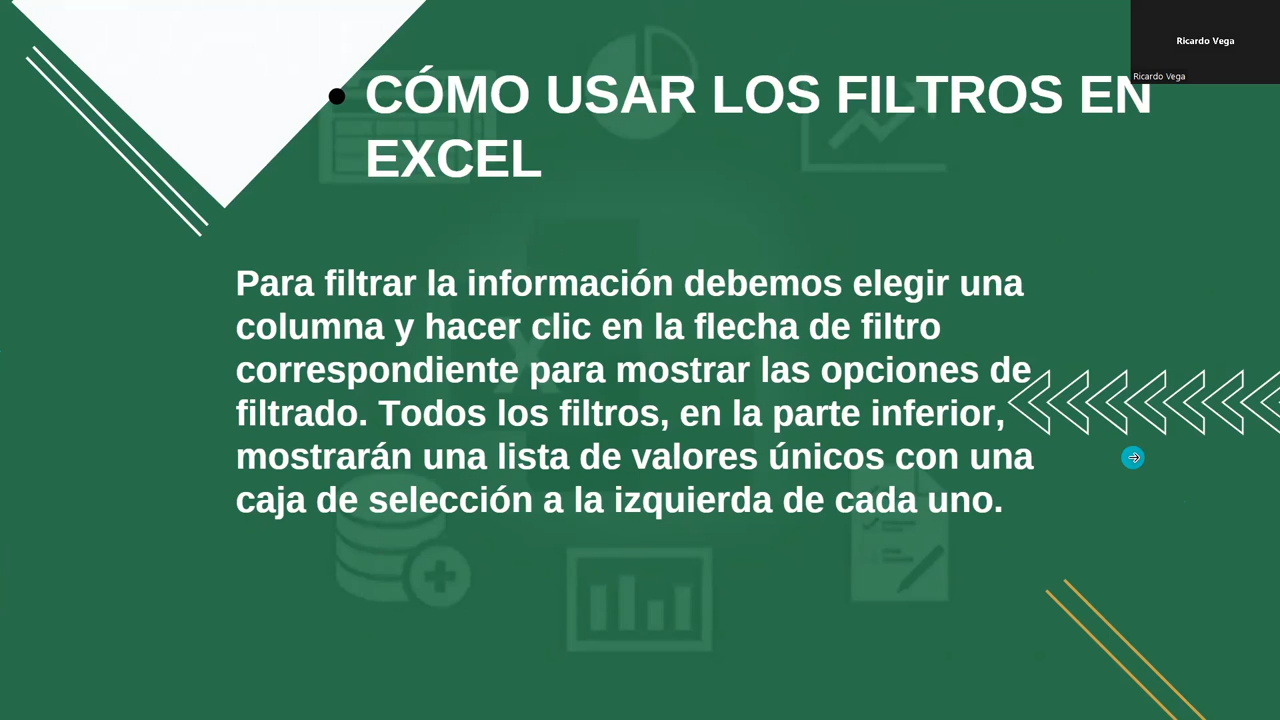 Ricardo Vega
Ricardo Vega
CÓMO USAR LOS FILTROS EN
EXCEL
Para filtrar la información debemos elegir una
columna y hacer clic en la flecha de filtro
correspondiente para mostrar las opciones de
filtrado. Todos los filtros, en la parte inferior,
mostrarán una lista de valores únicos con una
caja de selección a la izquierda de cada uno.